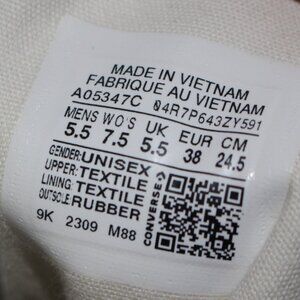 MADE IN VIETNAM
FABRIQUE AU VIETNAM
A05347C 04R7P643ZY591
MENS WO'S UK EUR CM
5.5 7.5 5.5 38 24.5
GENDER: UNISEX
UPPER: TEXTILE
LINING: TEXTILE
OUTSOLE: RUBBER
CONVERSE
9K 2309 M88